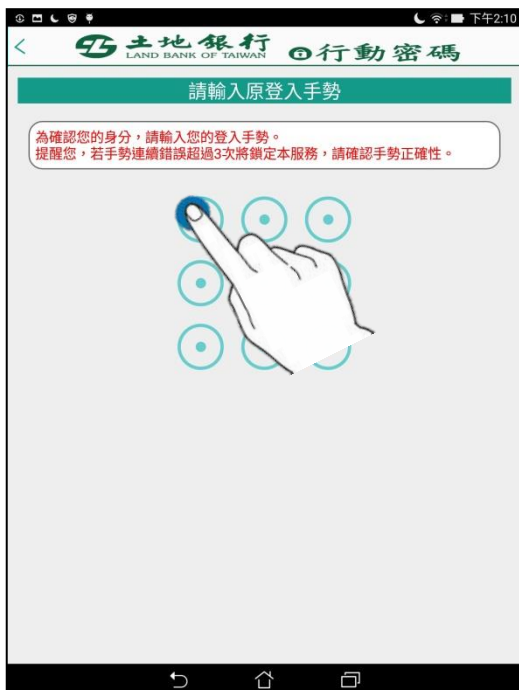 下午2:10
土地銀行
LAND BANK OF TAIWAN
行動密碼
請輸入原登入手勢
為確認您的身分，請輸入您的登入手勢。
提醒您，若手勢連續錯誤超過3次將鎖定本服務，請確認手勢正確性。